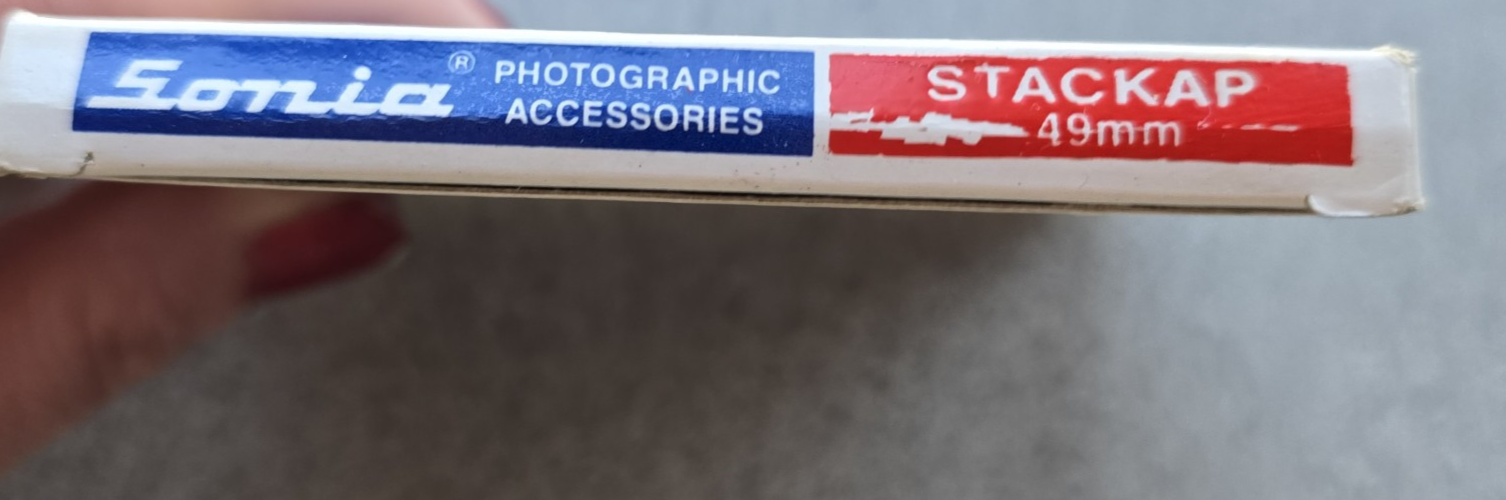 Sonia® PHOTOGRAPHIC
ACCESSORIES
STACKAP
49mm